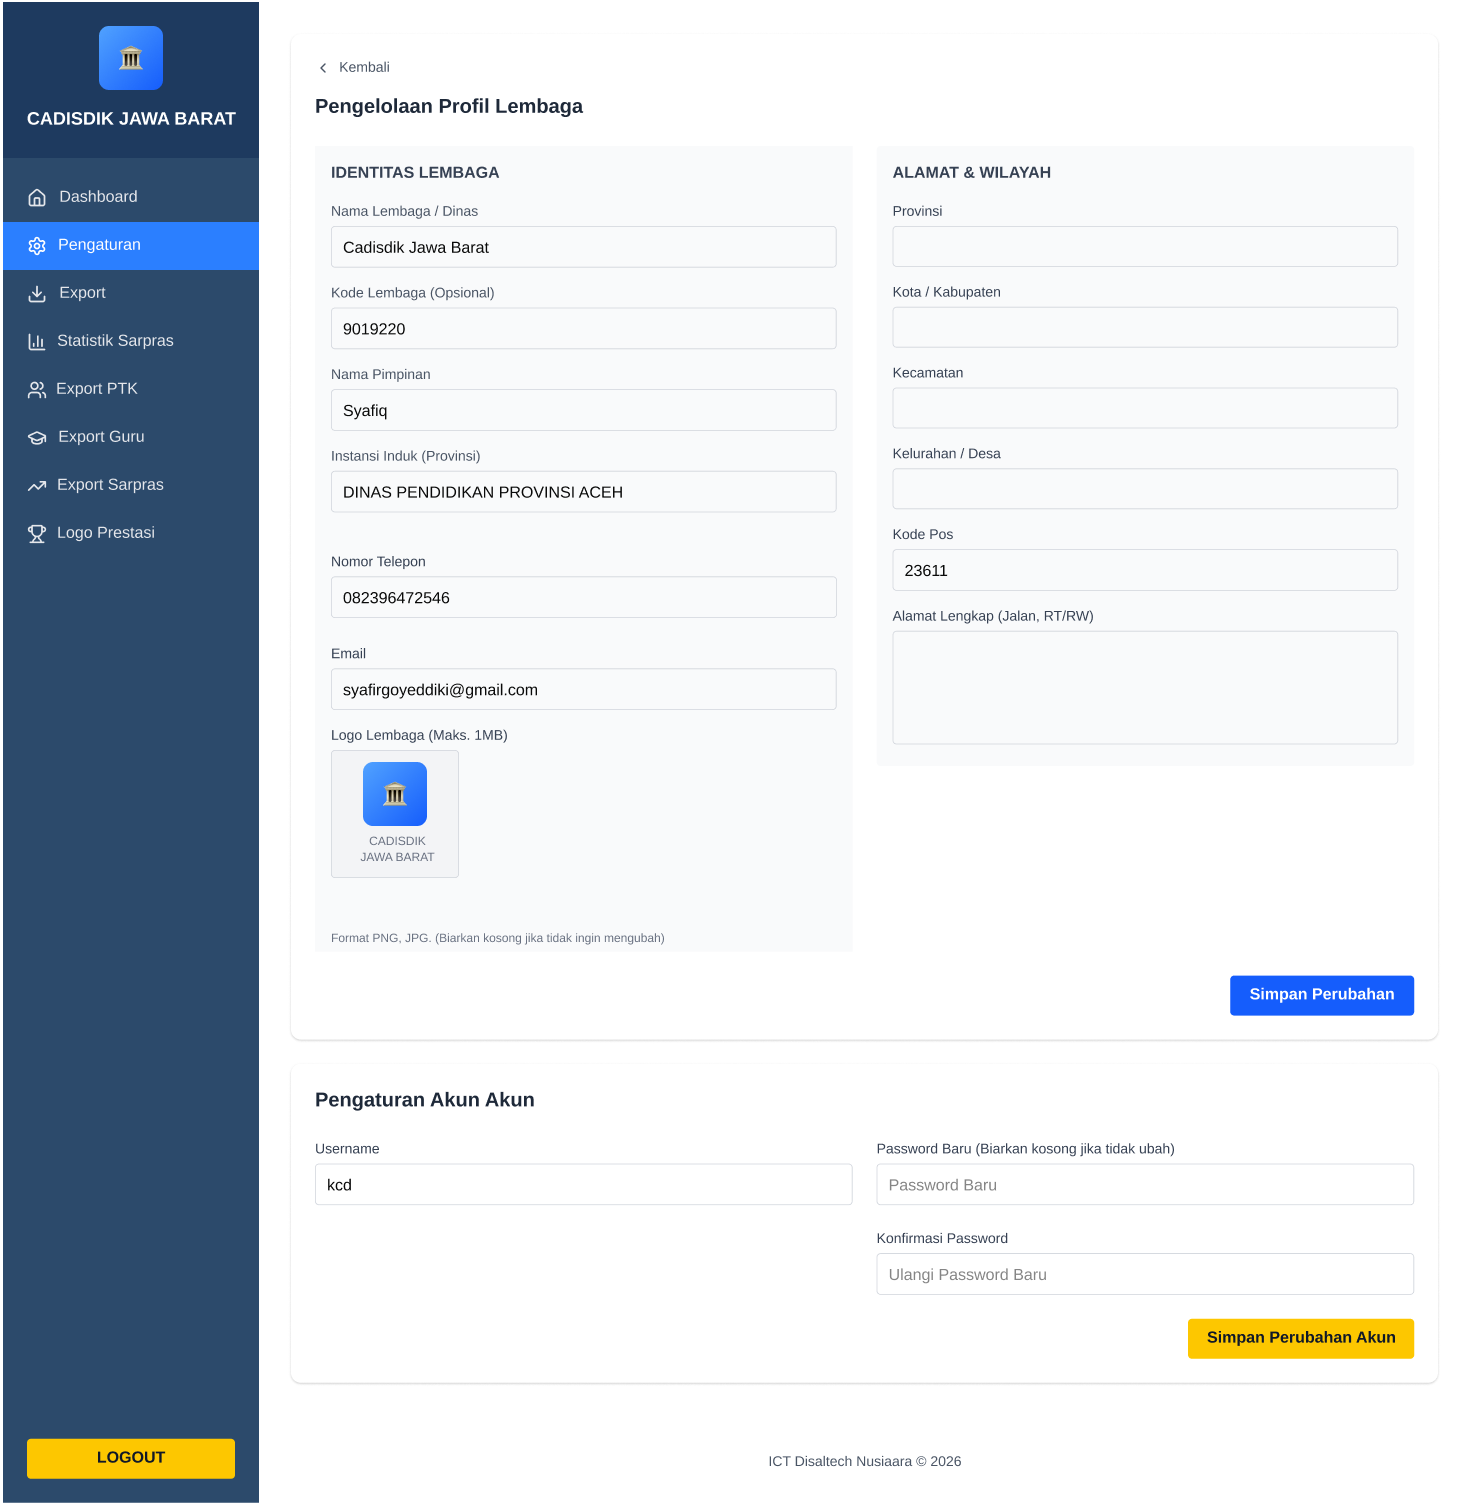 CADISDIK JAWA BARAT
Dashboard
Pengaturan
Export
Statistik Sarpras
Export PTK
Export Guru
Export Sarpras
Logo Prestasi
LOGOUT
Kembali
Pengelolaan Profil Lembaga
IDENTITAS LEMBAGA
Nama Lembaga / Dinas
Cadisdik Jawa Barat
Kode Lembaga (Opsional)
9019220
Nama Pimpinan
Syafiq
Instansi Induk (Provinsi)
DINAS PENDIDIKAN PROVINSI ACEH
Nomor Telepon
082396472546
Email
syafirgoyeddiki@gmail.com
Logo Lembaga (Maks. 1MB)
CADISDIK
JAWA BARAT
Format PNG, JPG. (Biarkan kosong jika tidak ingin mengubah)
ALAMAT & WILAYAH
Provinsi
Kota / Kabupaten
Kecamatan
Kelurahan / Desa
Kode Pos
23611
Alamat Lengkap (Jalan, RT/RW)
Simpan Perubahan
Pengaturan Akun Akun
Username
kcd
Password Baru (Biarkan kosong jika tidak ubah)
Password Baru
Konfirmasi Password
Ulangi Password Baru
Simpan Perubahan Akun
ICT Disaltech Nusiaara © 2026